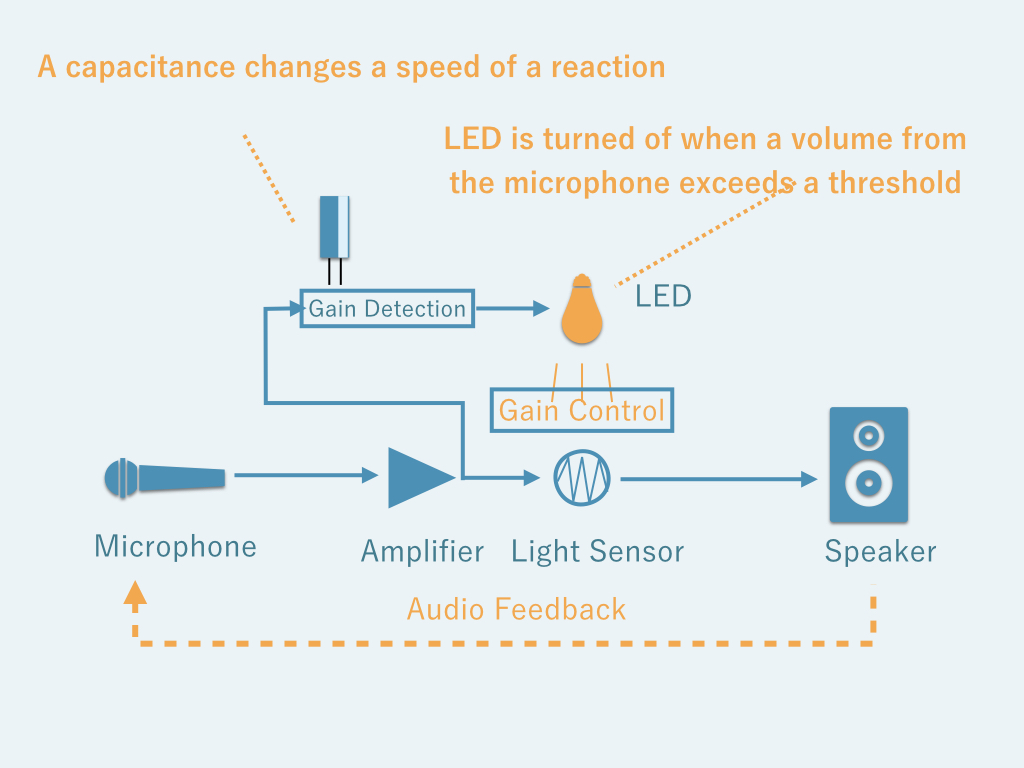 A capacitance changes a speed of a reaction
LED is turned of when a volume from
the microphone exceeds a threshold
LED
Gain Detection
Gain Control
Microphone
Amplifier
Light Sensor
Speaker
Audio Feedback